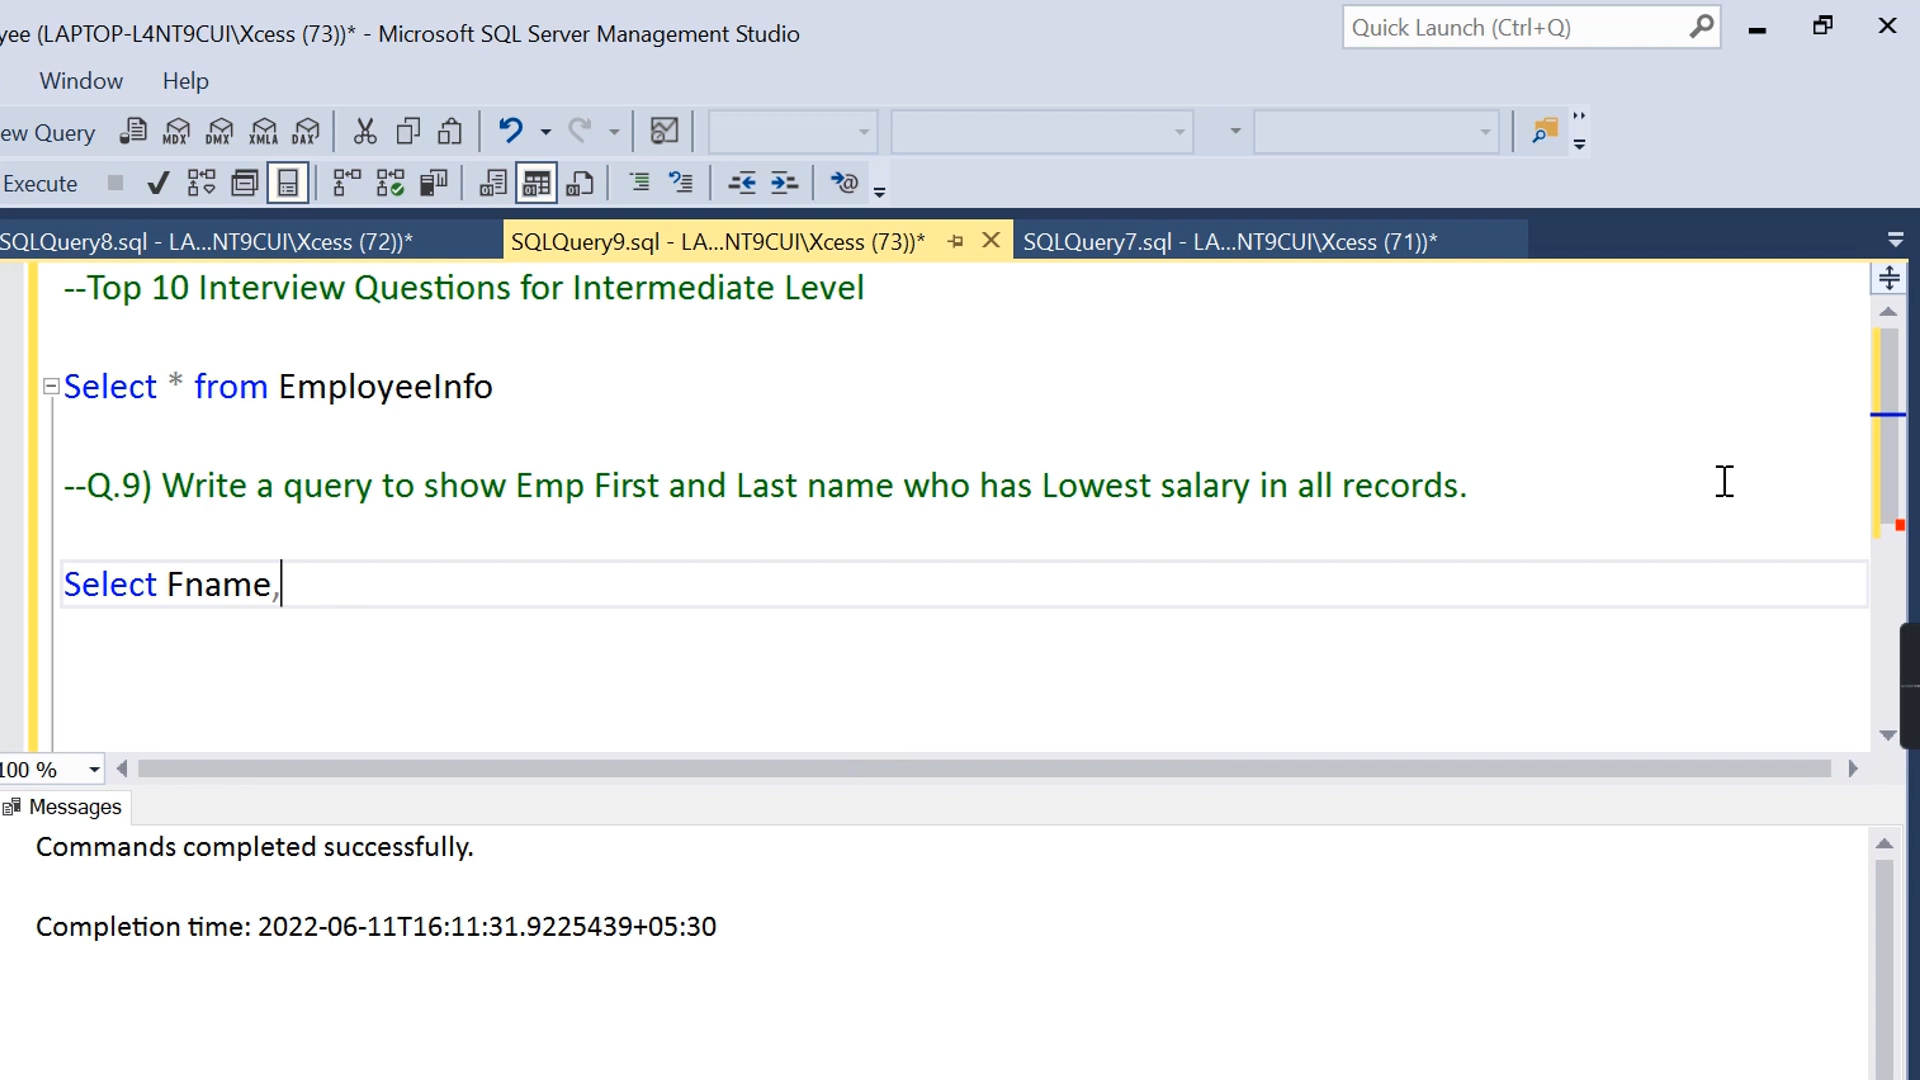 yee (LAPTOP-L4NT9CUI\Xcess (73))* - Microsoft SQL Server Management Studio
Quick Launch (Ctrl+Q)
Window Help
ew Query MDX DMX XMLA DAX
Execute
SQLQuery8.sql - LA...NT9CUI\Xcess (72))* SQLQuery9.sql - LA...NT9CUI\Xcess (73))* SQLQuery7.sql - LA...NT9CUI\Xcess (71))*
--Top 10 Interview Questions for Intermediate Level
Select * from EmployeeInfo
--Q.9) Write a query to show Emp First and Last name who has Lowest salary in all records.
Select Fname,
100 %
Messages
Commands completed successfully.
Completion time: 2022-06-11T16:11:31.9225439+05:30